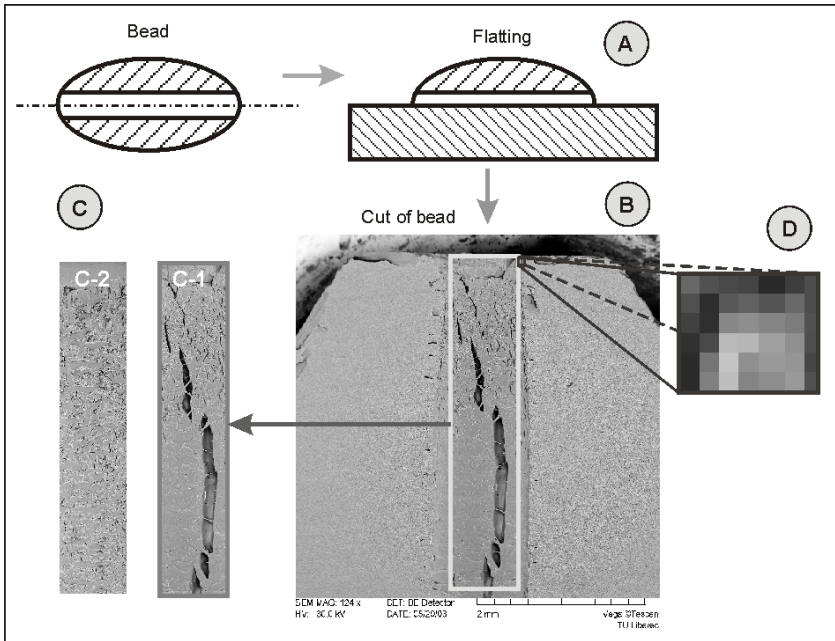 Bead
Flatting
A
C
Cut of bead
B
D
C-2
C-1
SEM MAG: 124 x
DET: BE Detector
HV: 30.0 kV
DATE: 05/20/03
2 mm
Vega ©Tescan
TU Liberec